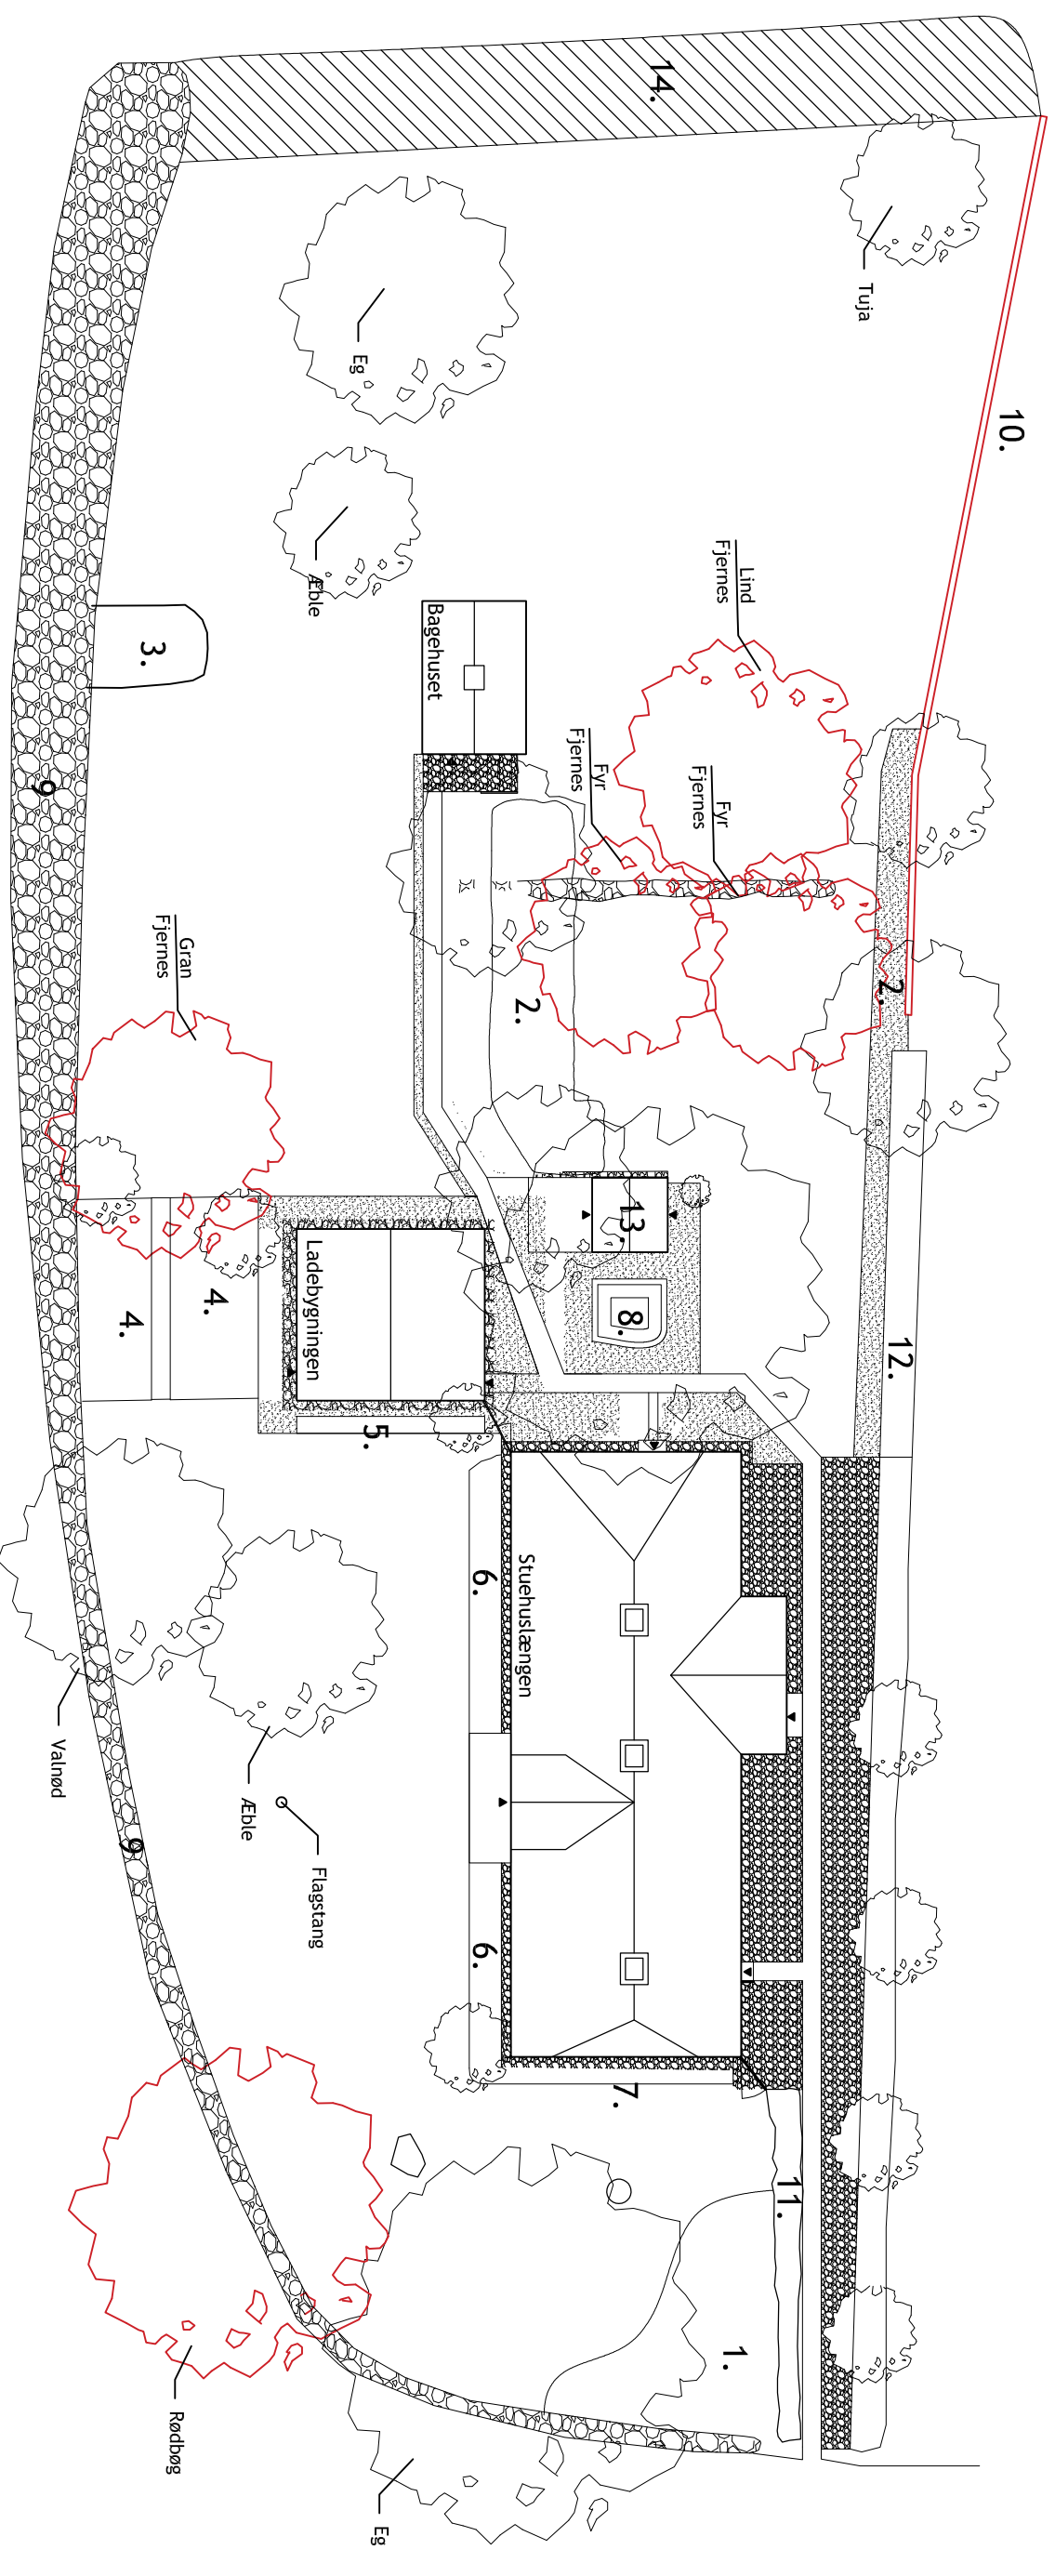 14.
Tuja
Eg
10.
Æble
Lind
Fjernes
3.
Bagehuset
Fyr
Fjernes
Fyr
Fjernes
9
Gran
Fjernes
2.
2.
13.
8.
12.
4.
4.
Ladebygningen
5.
6.
Stuehuslængen
Valnød
Æble
9
Flagstang
6.
7.
11.
1.
Rødbøg
Eg